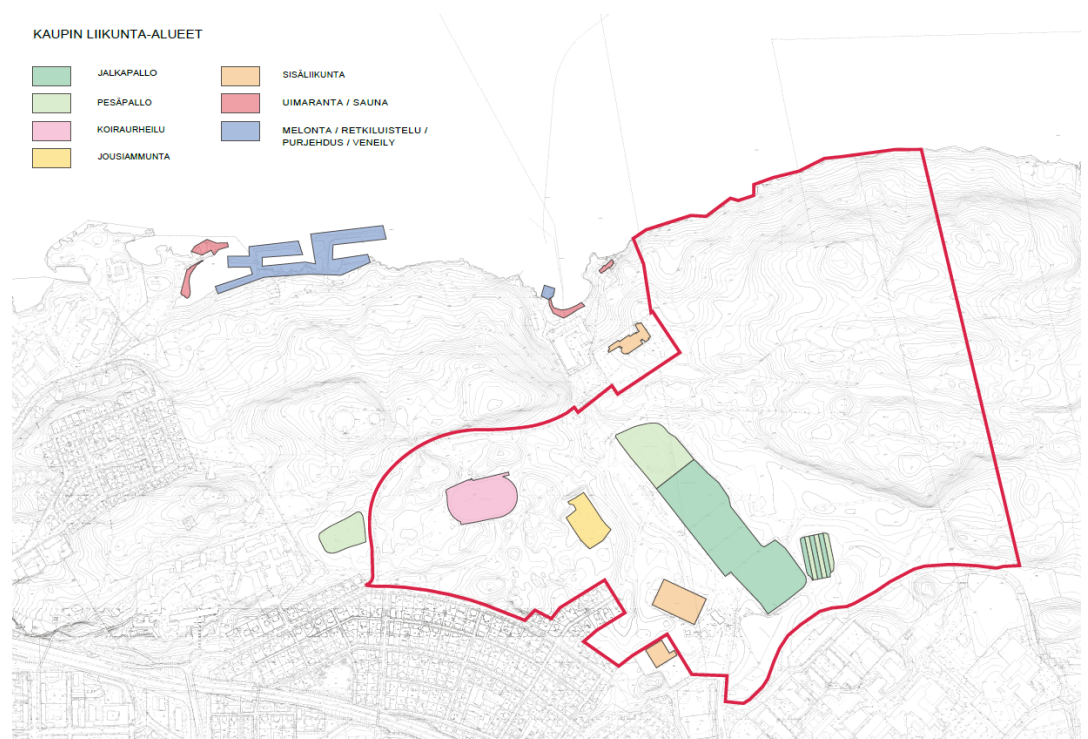 KAUPIN LIIKUNTA-ALUEET
JALKAPALLO
PESÄPALLO
KOIRAURHEILU
JOUSIAMMUNTA
SISÄLIIKUNTA
UIMARANTA / SAUNA
MELONTA / RETKILUISTELU /
PURJEHDUS / VENEILY